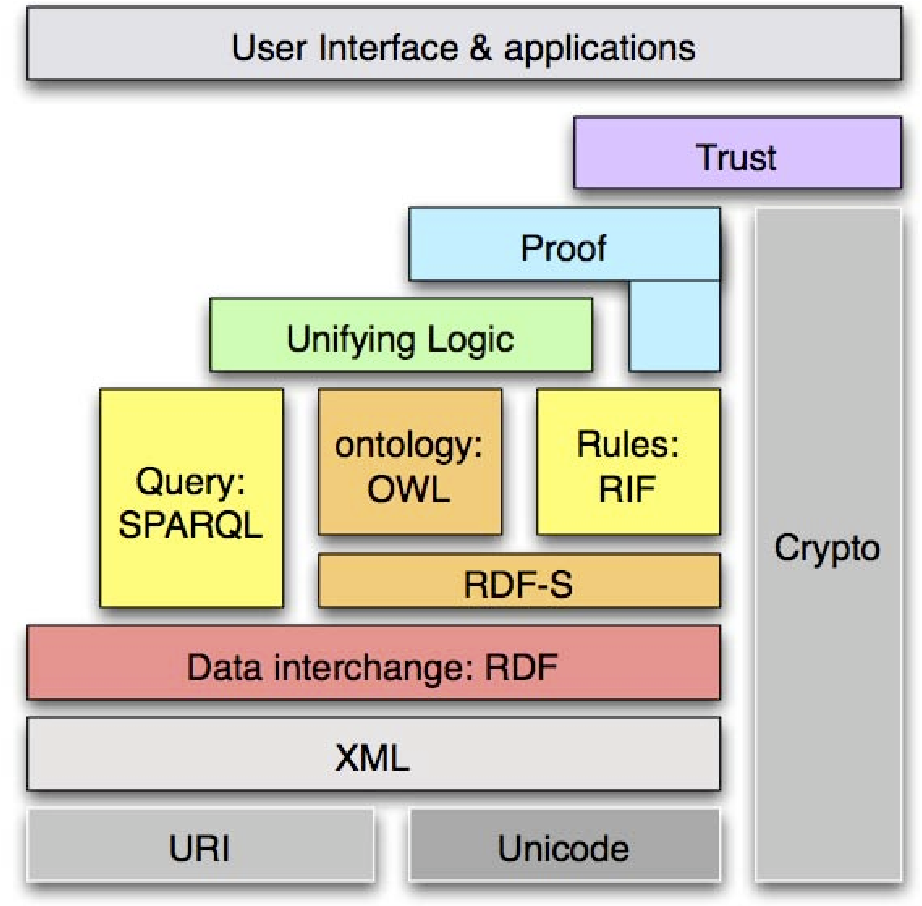 User Interface & applications
Trust
Proof
Unifying Logic
ontology:
OWL
Rules:
RIF
Query:
SPARQL
Crypto
RDF-S
Data interchange: RDF
XML
URI
Unicode